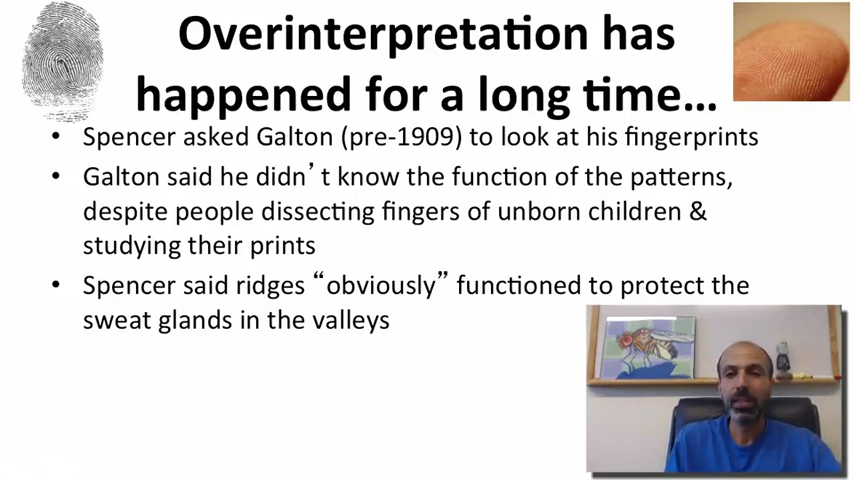 Overinterpretation has
happened for a long time…
• Spencer asked Galton (pre-1909) to look at his fingerprints
• Galton said he didn’t know the function of the patterns,
despite people dissecting fingers of unborn children &
studying their prints
• Spencer said ridges “obviously” functioned to protect the
sweat glands in the valleys